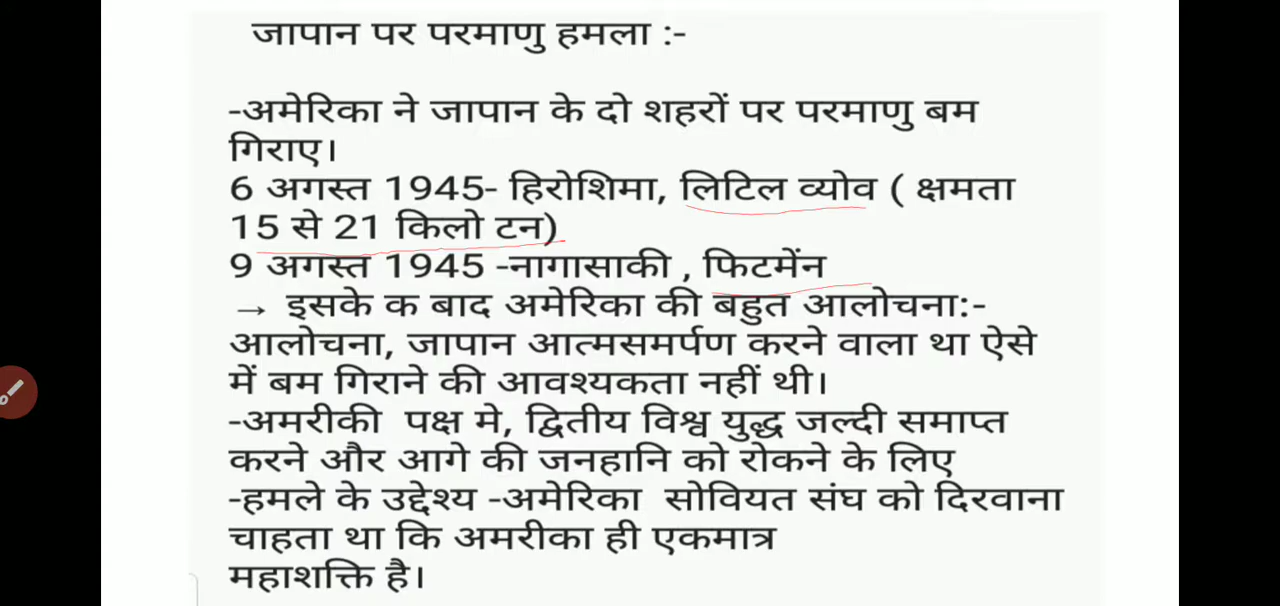 जापान पर परमाणु हमला :-
-अमेरिका ने जापान के दो शहरों पर परमाणु बम
गिराए।
6 अगस्त 1945- हिरोशिमा, लिटिल व्योव ( क्षमता
15 से 21 किलो टन)
9 अगस्त 1945 -नागासाकी , फिटमेंन
→ इसके क बाद अमेरिका की बहुत आलोचना:-
आलोचना, जापान आत्मसमर्पण करने वाला था ऐसे
में बम गिराने की आवश्यकता नहीं थी।
-अमरीकी पक्ष मे, द्वितीय विश्व युद्ध जल्दी समाप्त
करने और आगे की जनहानि को रोकने के लिए
-हमले के उद्देश्य -अमेरिका सोवियत संघ को दिरवाना
चाहता था कि अमरीका ही एकमात्र
महाशक्ति है।